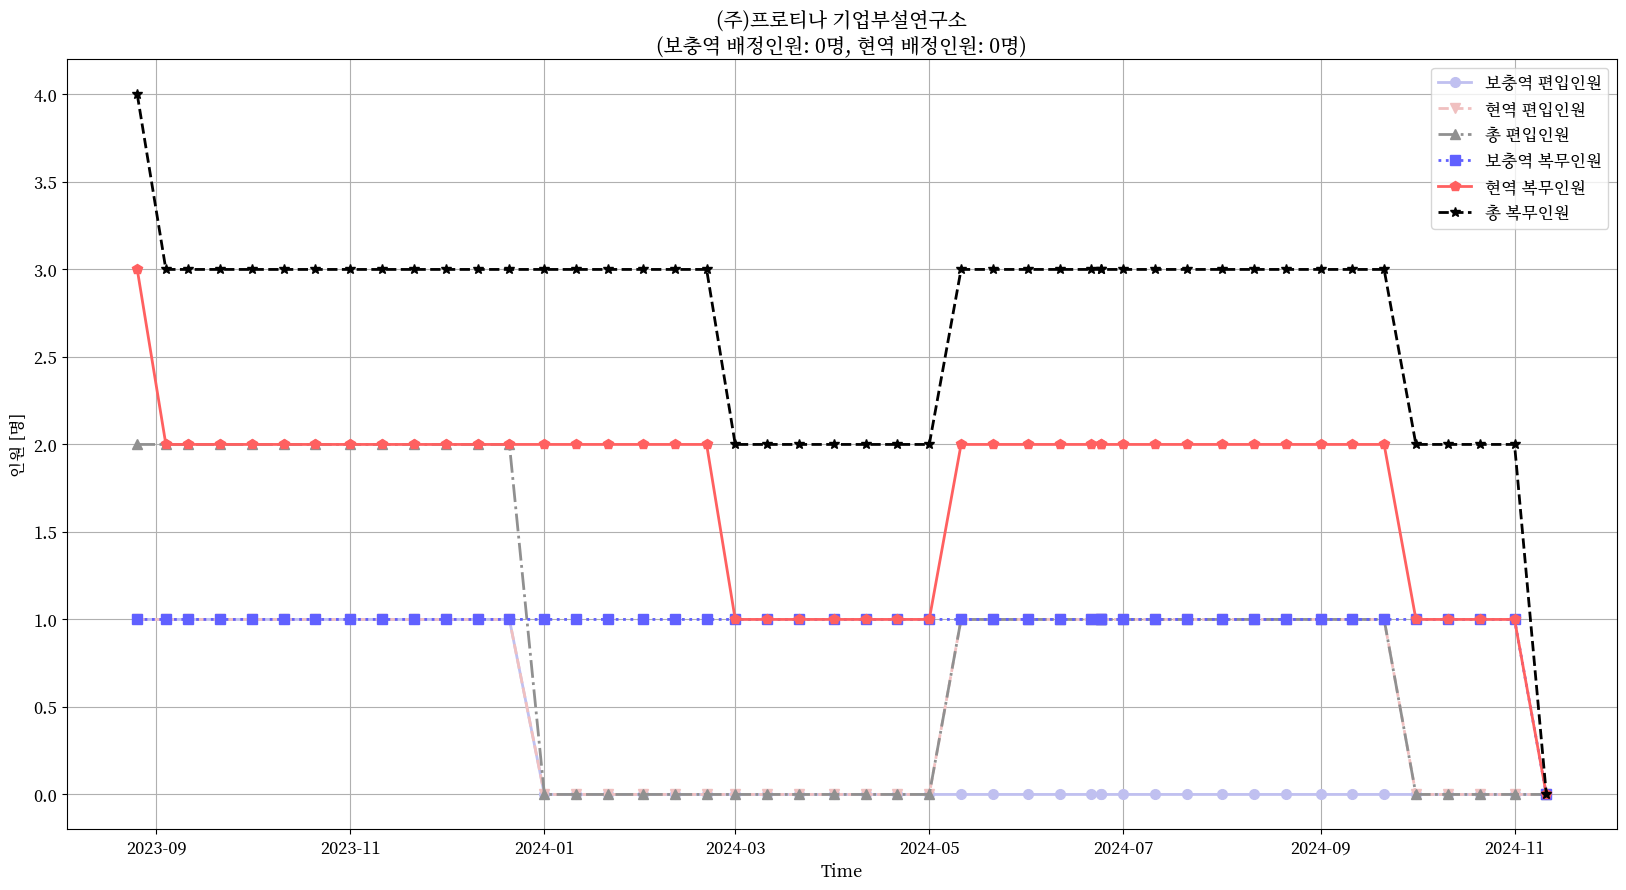 (주)프로티나 기업부설연구소
(보충역 배정인원: 0명, 현역 배정인원: 0명)
보충역 편입인원
현역 편입인원
총 편입인원
보충역 복무인원
현역 복무인원
총 복무인원
인원 [명]
4.0
3.5
3.0
2.5
2.0
1.5
1.0
0.5
0.0
2023-09 2023-11 2024-01 2024-03 2024-05 2024-07 2024-09 2024-11
Time